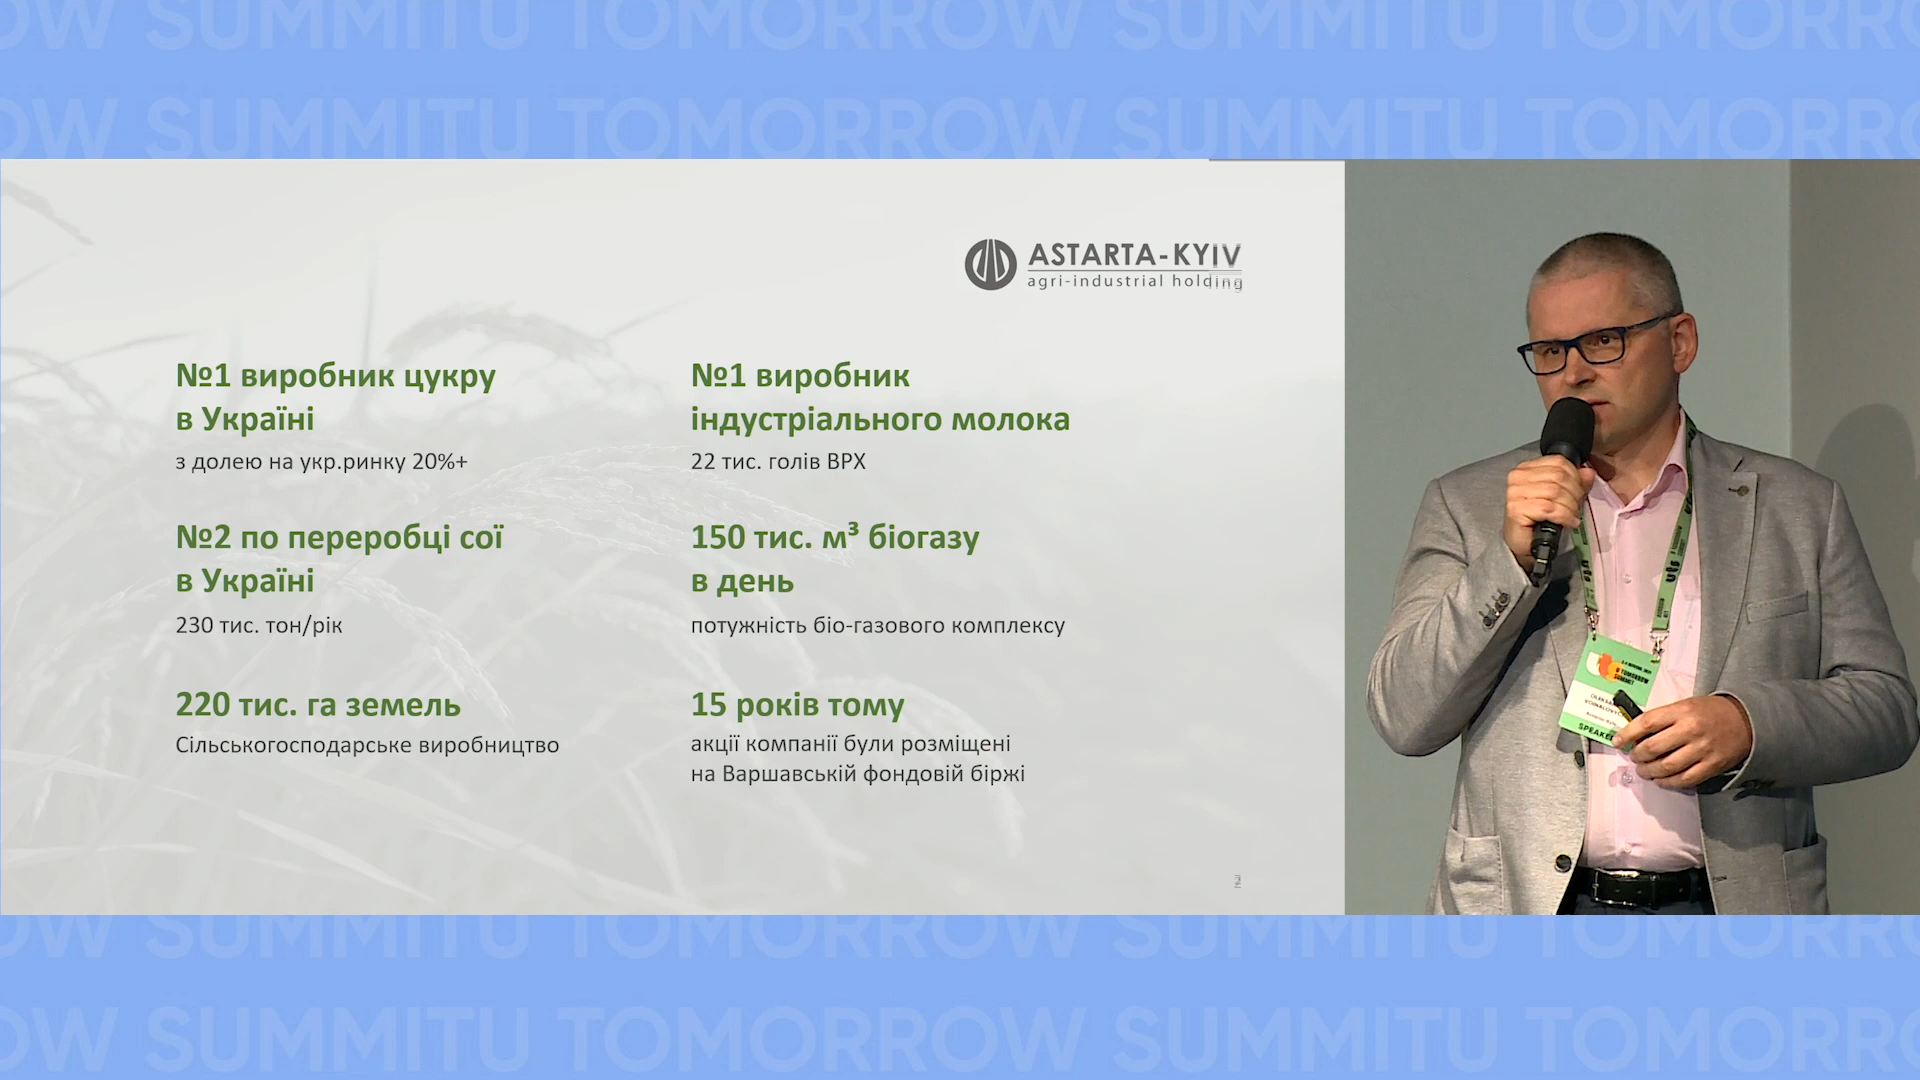 OW SUMMITU TOMORROW SUMMITU TOMORRO
OW SUMMITU TOMORROW SUMMITU TOMORRO
ASTARTA-KYIV
agri-industrial holding
№1 виробник цукру
в Україні
з долею на укр.ринку 20%+
№2 по переробці сої
в Україні
230 тис. тон/рік
220 тис. га земель
Сільськогосподарське виробництво
№1 виробник
індустріального молока
22 тис. голів ВРХ
150 тис. м³ біогазу
в день
потужність біо-газового комплексу
15 років тому
акції компанії були розміщені
на Варшавській фондовій біржі
U TOMORROW
SUMMIT
SPEAKE
OW SUMMITU TOMORROW SUMMITU TOMORRO
OW SUMMITU TOMORROW SUMMITU TOMORRO